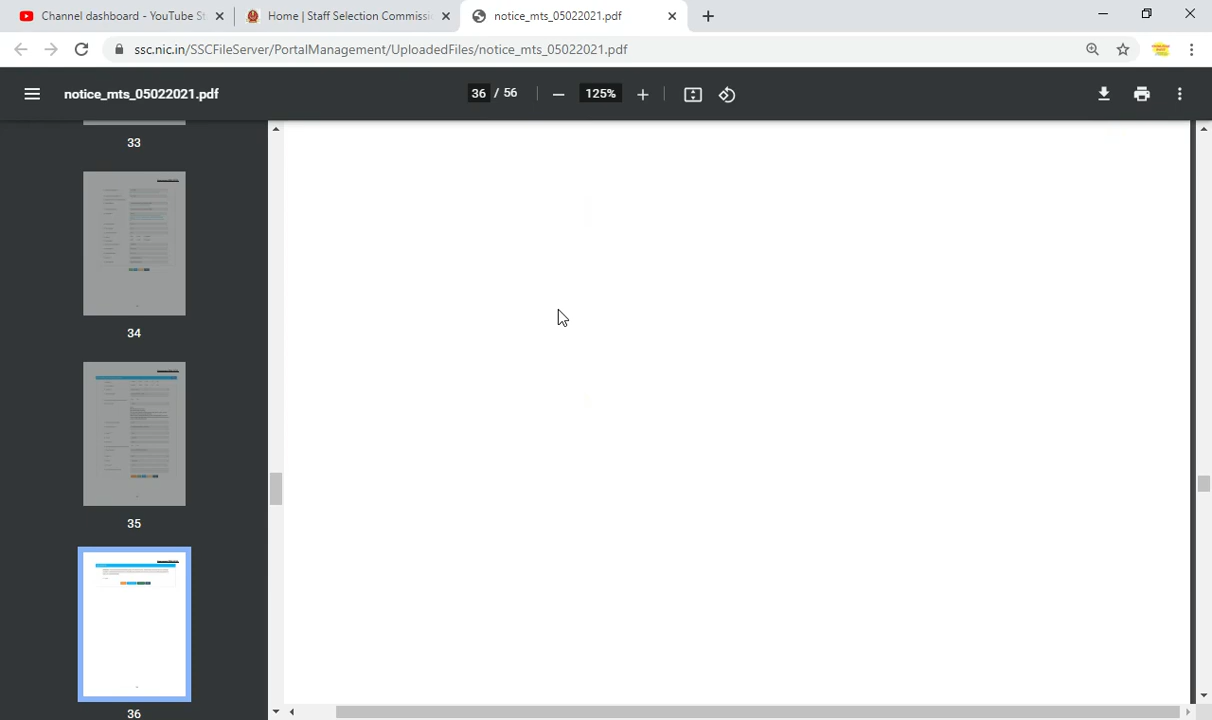 Channel dashboard - YouTube St
Home | Staff Selection Commissi
notice_mts_05022021.pdf
ssc.nic.in/SSCFileServer/PortalManagement/UploadedFiles/notice_mts_05022021.pdf
notice_mts_05022021.pdf
36 / 56
125%
33
34
35
36